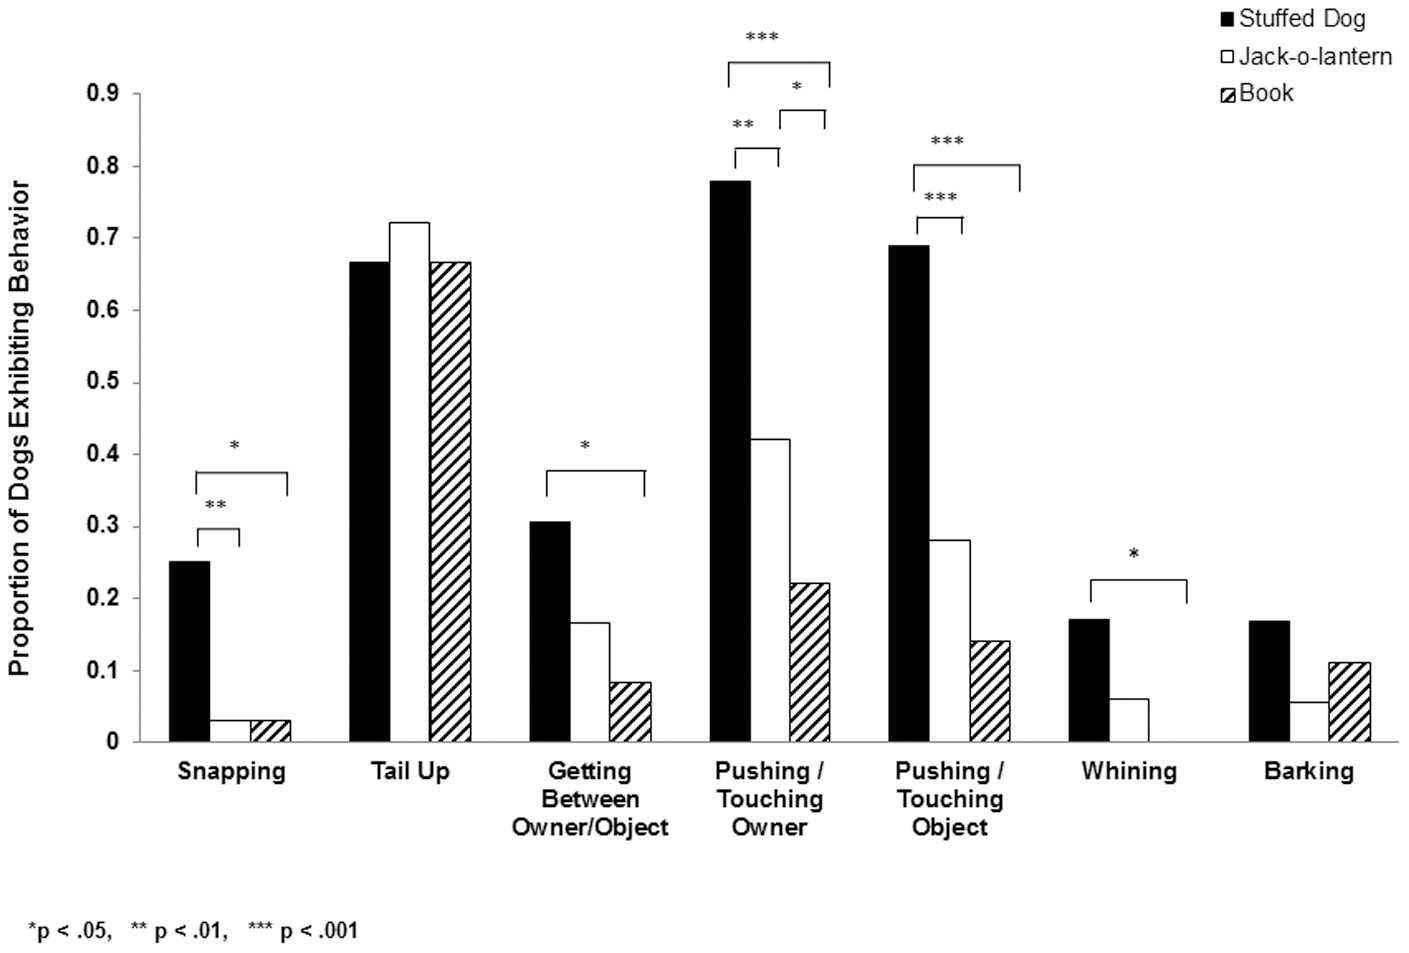 Stuffed Dog
Jack-o-lantern
Book
Proportion of Dogs Exhibiting Behavior
0.9
0.8
0.7
0.6
0.5
0.4
0.3
0.2
0.1
0
*
**
*
***
*
**
***
***
*
Snapping
Tail Up
Getting
Between
Owner/Object
Pushing /
Touching
Owner
Pushing /
Touching
Object
Whining
Barking
*p < .05, ** p < .01, *** p < .001